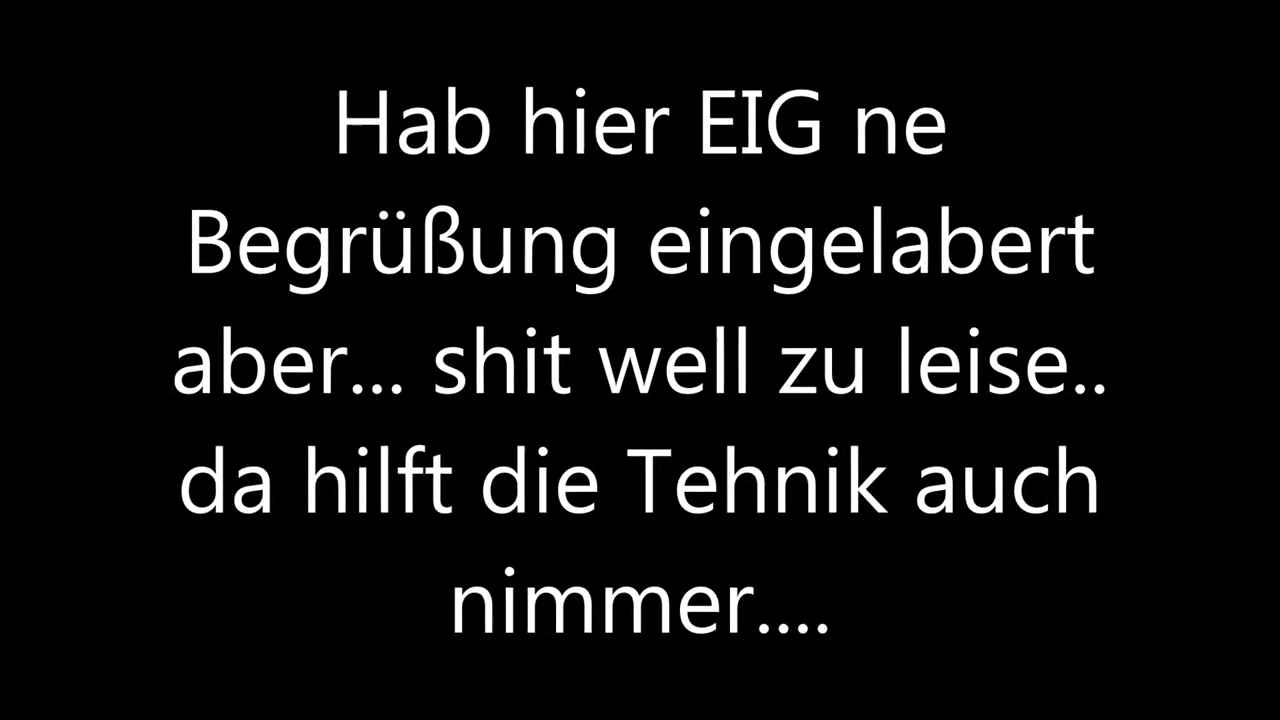 Hab hier EIG ne
Begrüßung eingelabert
aber... shit well zu leise..
da hilft die Tehnik auch
nimmer....